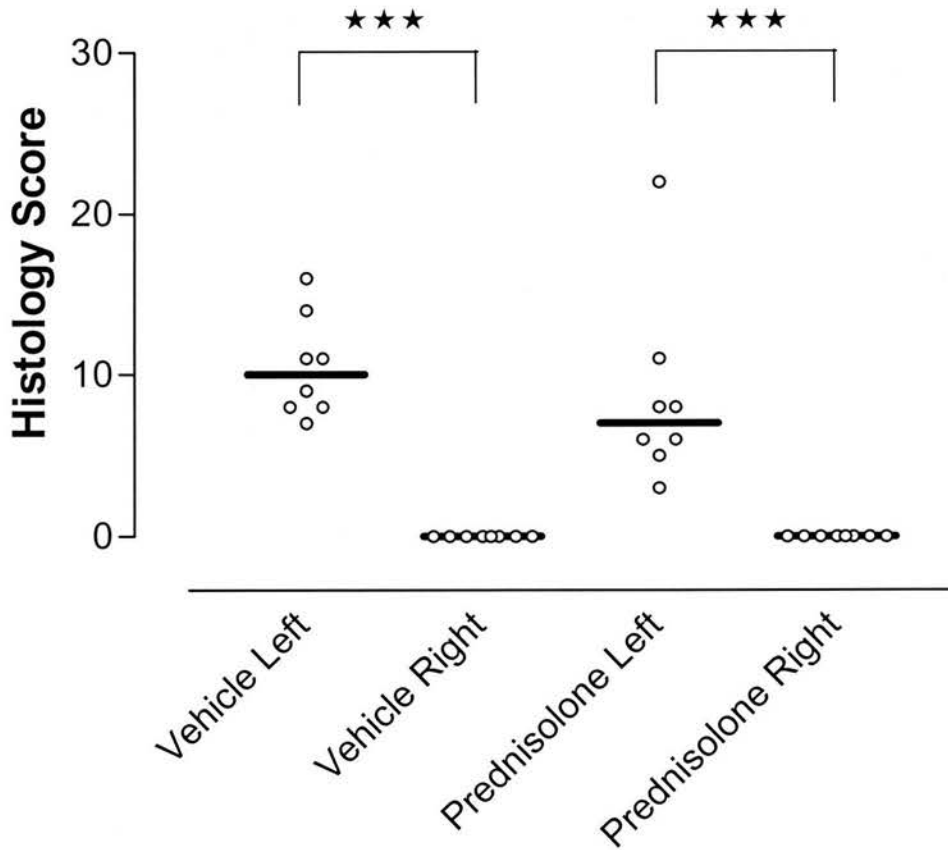 ★★★ ★★★
30
20
10
0
Histology Score
Vehicle Left
Vehicle Right
Prednisolone Left
Prednisolone Right